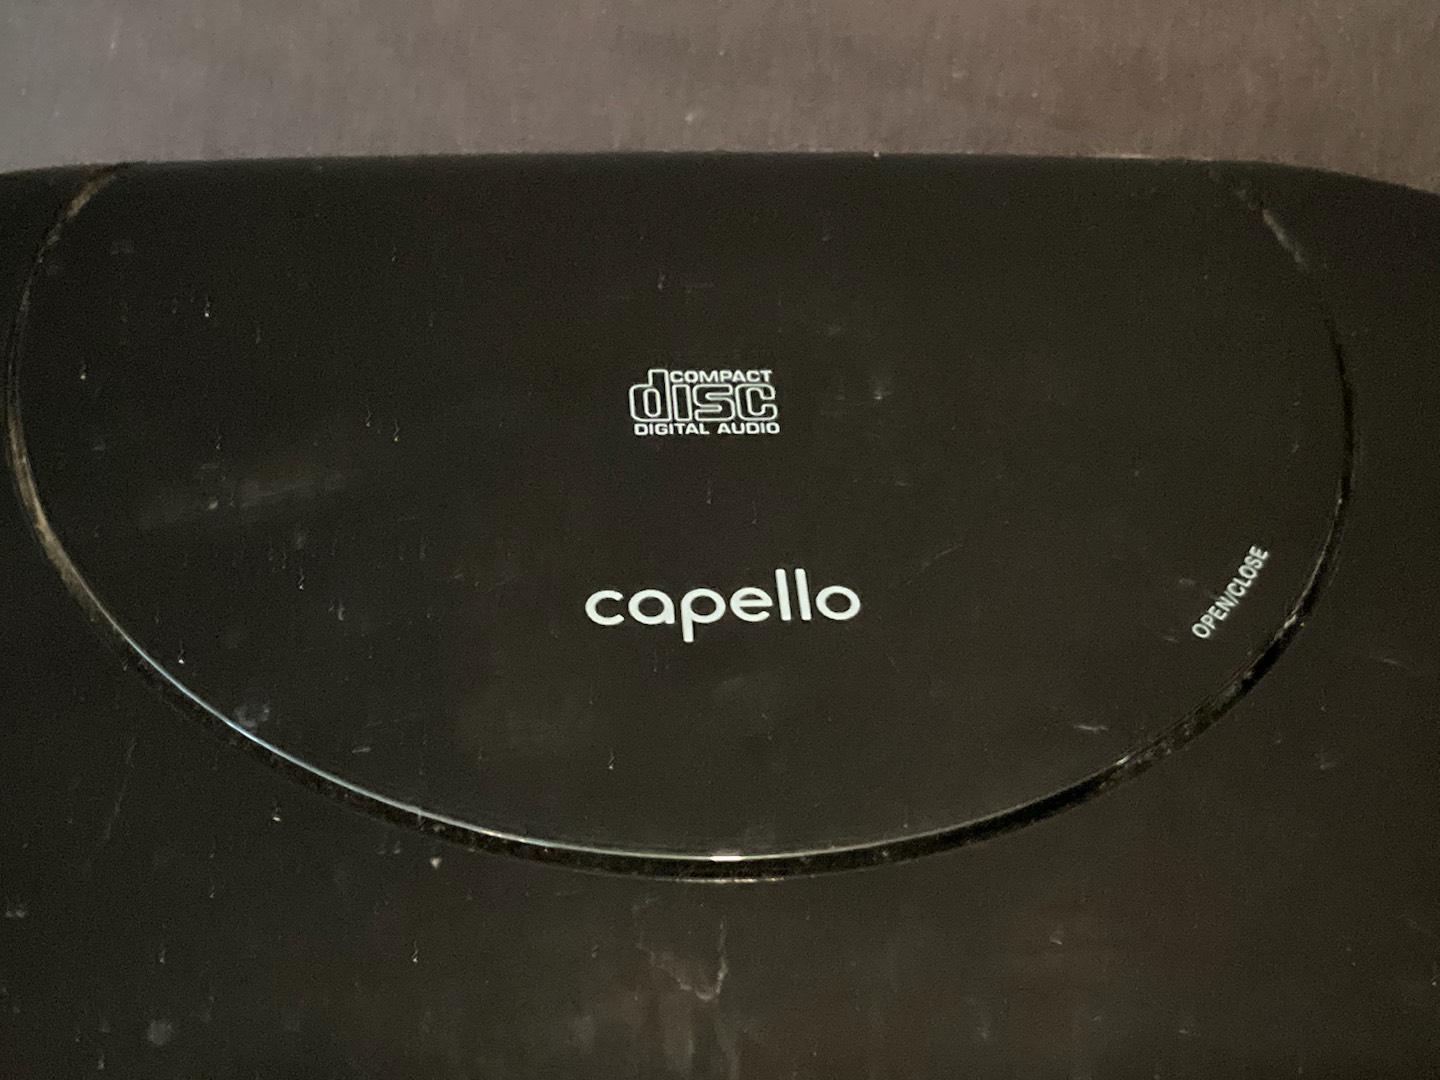 COMPACT
disc
DIGITAL AUDIO
capello
OPEN/CLOSE